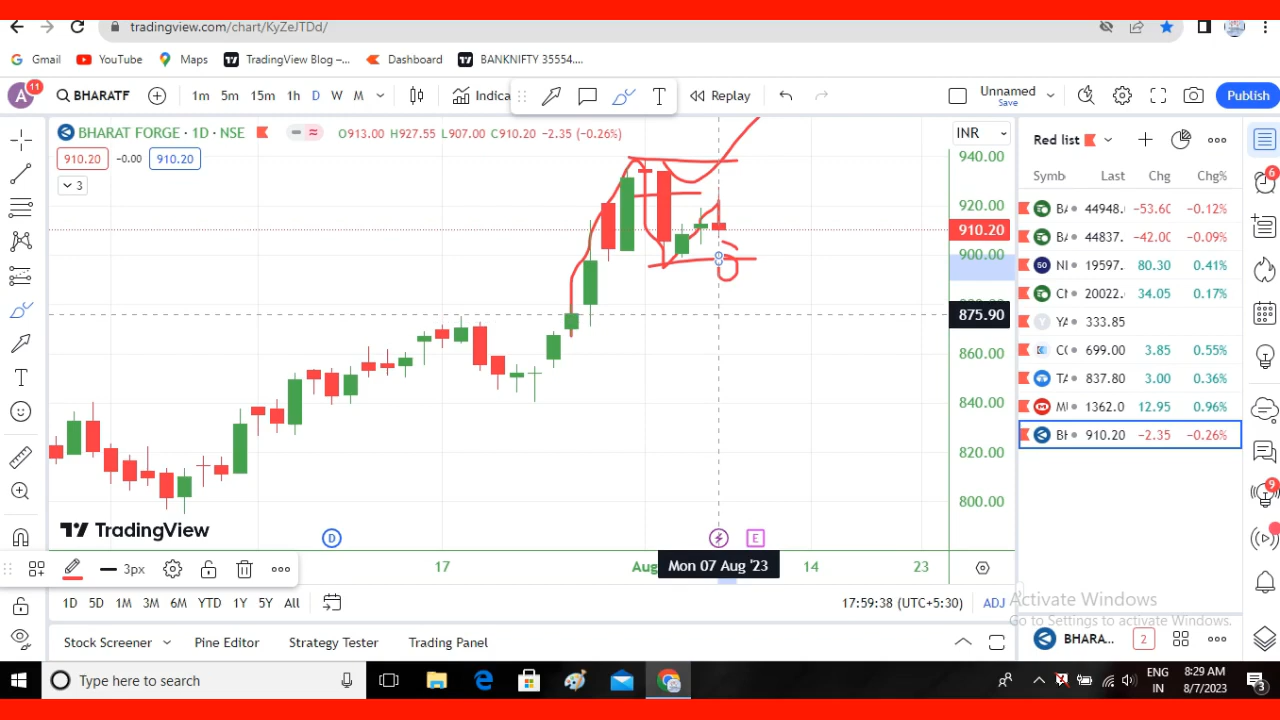 tradingview.com/chart/KyZeJTDd/
Gmail YouTube Maps TradingView Blog –... Dashboard BANKNIFTY 35554....
A 11 BHARATF 1m 5m 15m 1h D W M Indica T Replay Unnamed Save Publish
BHARAT FORGE · 1D · NSE O913.00 H927.55 L907.00 C910.20 −2.35 (−0.26%) INR Red list
910.20 −0.00 910.20
3
Symb Last Chg Chg%
940.00
920.00
910.20
900.00
875.90
860.00
840.00
820.00
800.00
44948. −53.60 −0.12%
44837. −42.00 −0.09%
50 NI 19597. 80.30 0.41%
20022. 34.05 0.17%
YA 333.85
699.00 3.85 0.55%
TA 837.80 3.00 0.36%
1362.0 12.95 0.96%
910.20 −2.35 −0.26%
6
9
TradingView
D E
3px
17 Aug Mon 07 Aug '23 14 23
1D 5D 1M 3M 6M YTD 1Y 5Y All 17:59:38 (UTC+5:30) ADJ
Activate Windows
Go to Settings to activate Windows.
Stock Screener Pine Editor Strategy Tester Trading Panel BHARA... 2
Type here to search ENG IN 8:29 AM 8/7/2023 3